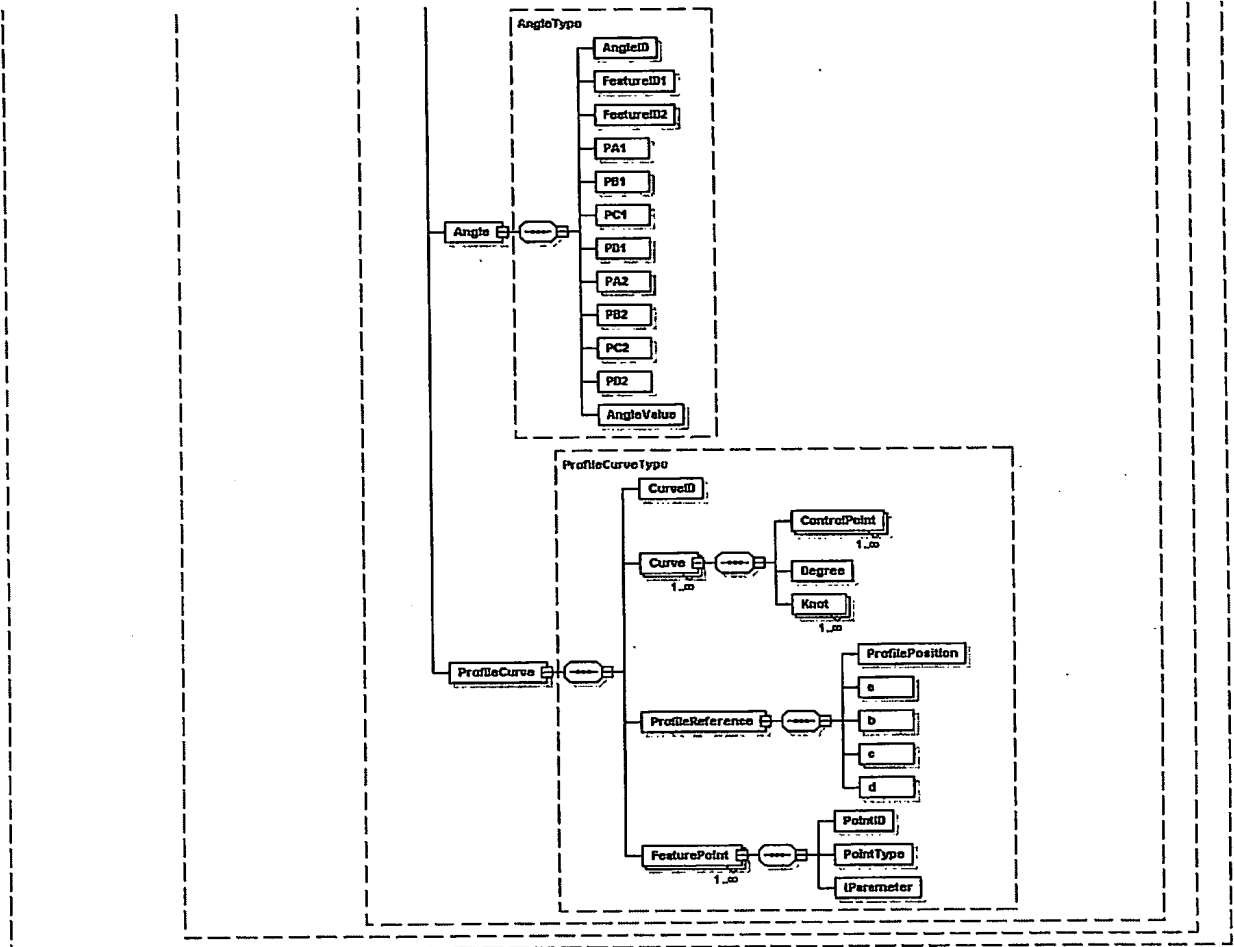 AngleType
AngleID
FeatureID1
FeatureID2
PA1
PB1
PC1
PD1
Angle
PA2
PB2
PC2
PD2
AngleValue
ProfileCurveType
CurveID
ControlPoint
1..∞
Curve
1..∞
Degree
Knot
1..∞
ProfileCurve
ProfilePosition
a
ProfileReference
b
c
d
PointID
FeaturePoint
1..∞
PointType
tParameter